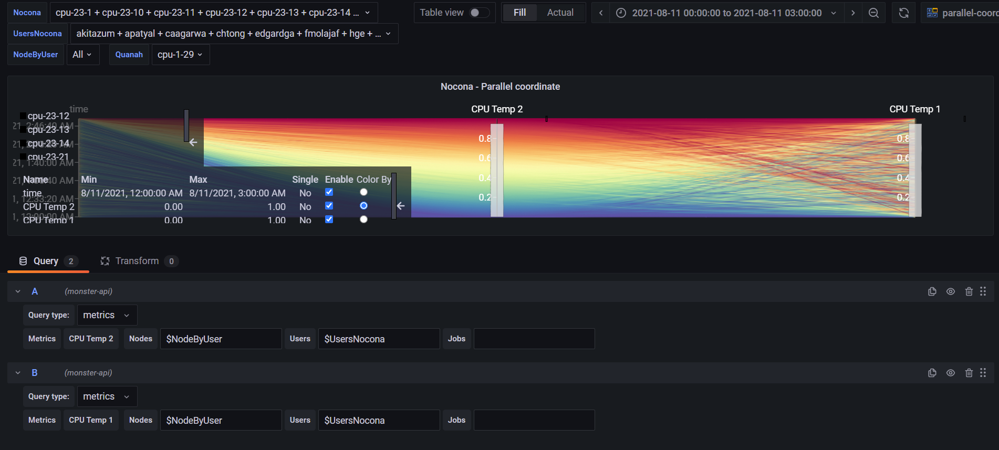 Nocona cpu-23-1 + cpu-23-10 + cpu-23-11 + cpu-23-12 + cpu-23-13 + cpu-23-14 ... Table view Fill Actual 2021-08-11 00:00:00 to 2021-08-11 03:00:00 parallel-coord
UsersNocona akitazum + apatyal + caagarwa + chtong + edgardga + fmolajaf + hge + ...
NodeByUser All Quanah cpu-1-29
Nocona - Parallel coordinate
time CPU Temp 2 CPU Temp 1
cpu-23-12
21, 2:46:40 AM
cpu-23-13
cpu-23-14
cpu-23-21
21, 1:40:00 AM
0.8 0.8
0.6 0.6
0.4 0.4
0.2 0.2
Name Min Max Single Enable Color By
time 8/11/2021, 12:00:00 AM 8/11/2021, 3:00:00 AM No
1, 12:33:20 AM
CPU Temp 2 0.00 1.00 No
1, 12:00:00 AM
CPU Temp 1 0.00 1.00 No
Query 2 Transform 0
A (monster-api)
Query type: metrics
Metrics CPU Temp 2 Nodes $NodeByUser Users $UsersNocona Jobs
B (monster-api)
Query type: metrics
Metrics CPU Temp 1 Nodes $NodeByUser Users $UsersNocona Jobs